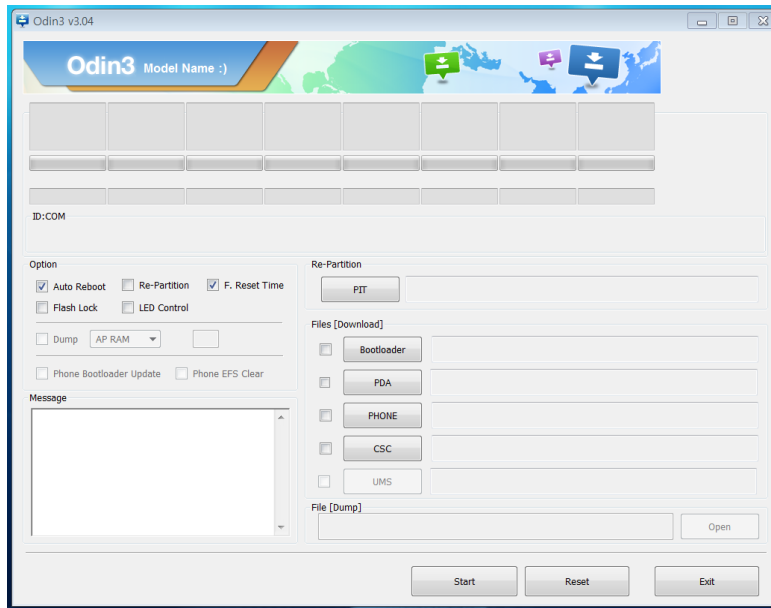 Odin3 v3.04
Odin3 Model Name :)
ID:COM
Option
Auto Reboot Re-Partition F. Reset Time
Flash Lock LED Control
Dump AP RAM
Phone Bootloader Update Phone EFS Clear
Message
Re-Partition
PIT
Files [Download]
Bootloader
PDA
PHONE
CSC
UMS
File [Dump]
Open
Start Reset Exit